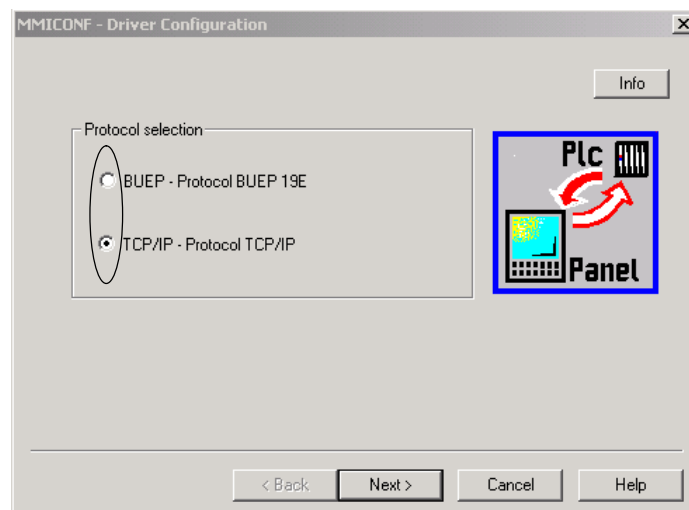 MMICONF - Driver Configuration
Info
Protocol selection
BUEP - Protocol BUEP 19E
TCP/IP - Protocol TCP/IP
Plc
Panel
< Back
Next >
Cancel
Help